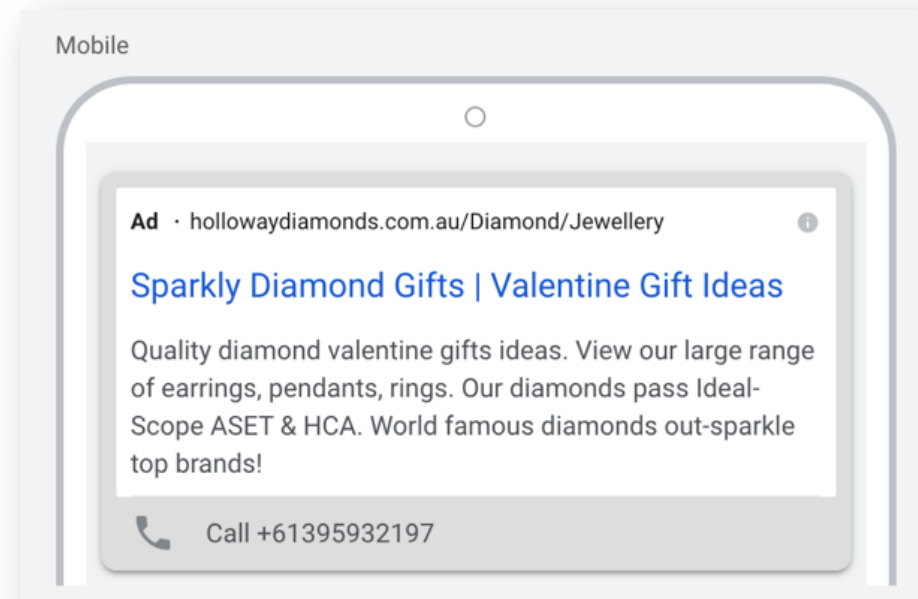 Mobile
Ad · hollowaydiamonds.com.au/Diamond/Jewellery
Sparkly Diamond Gifts | Valentine Gift Ideas
Quality diamond valentine gifts ideas. View our large range
of earrings, pendants, rings. Our diamonds pass Ideal-
Scope ASET & HCA. World famous diamonds out-sparkle
top brands!
Call +61395932197